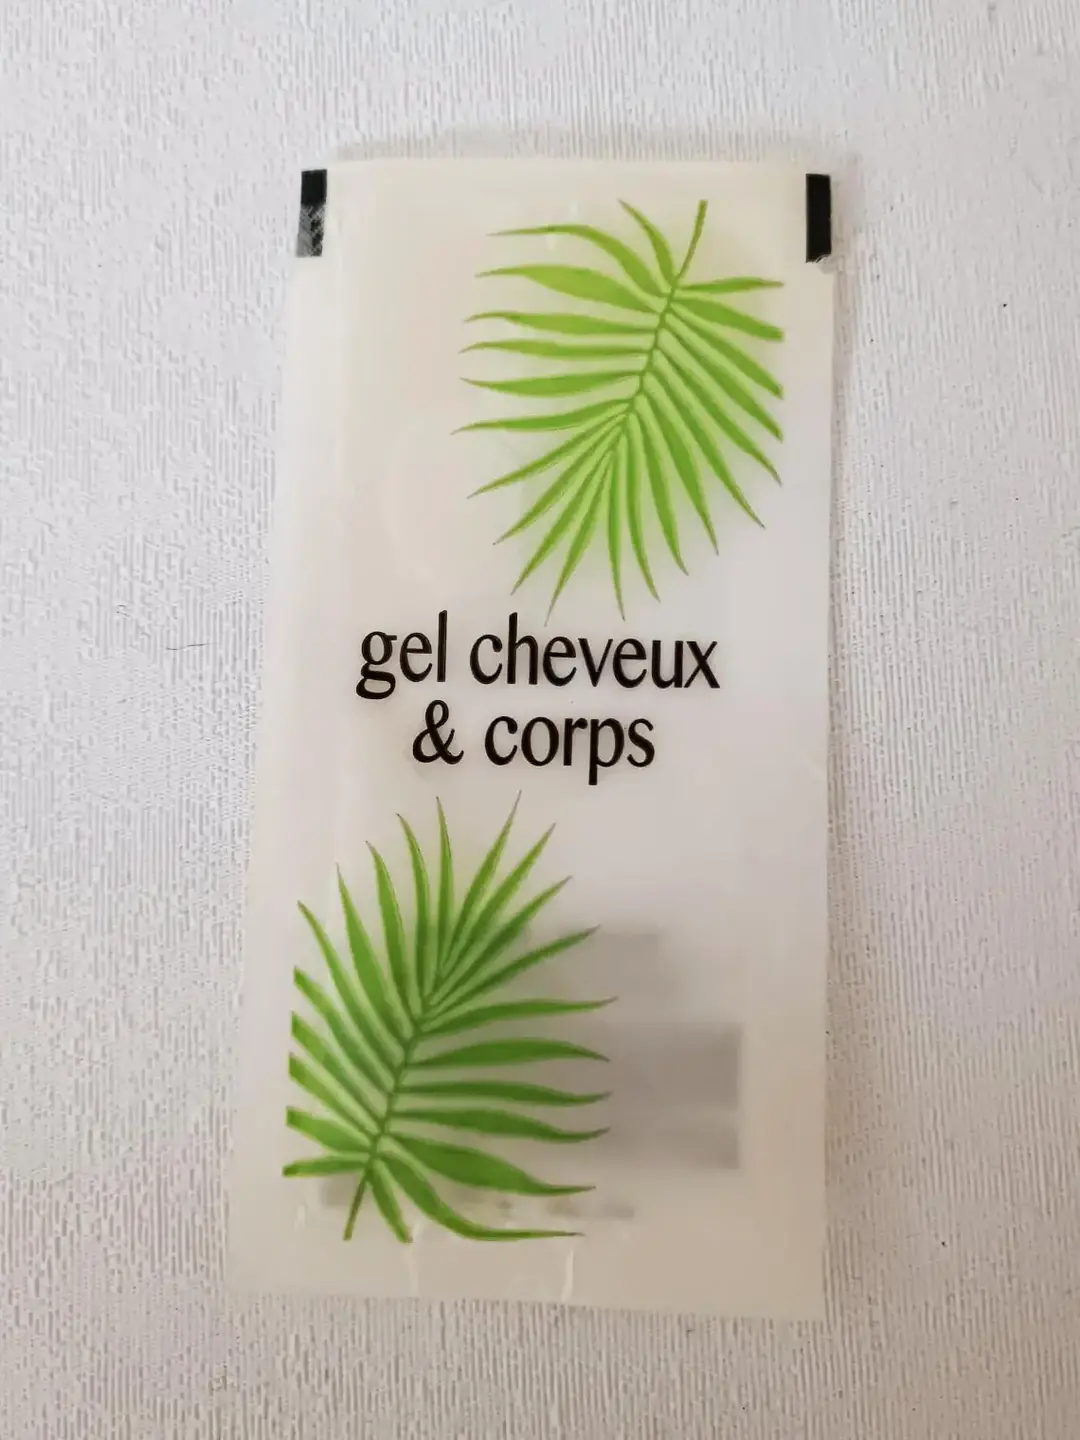 gel cheveux
& corps